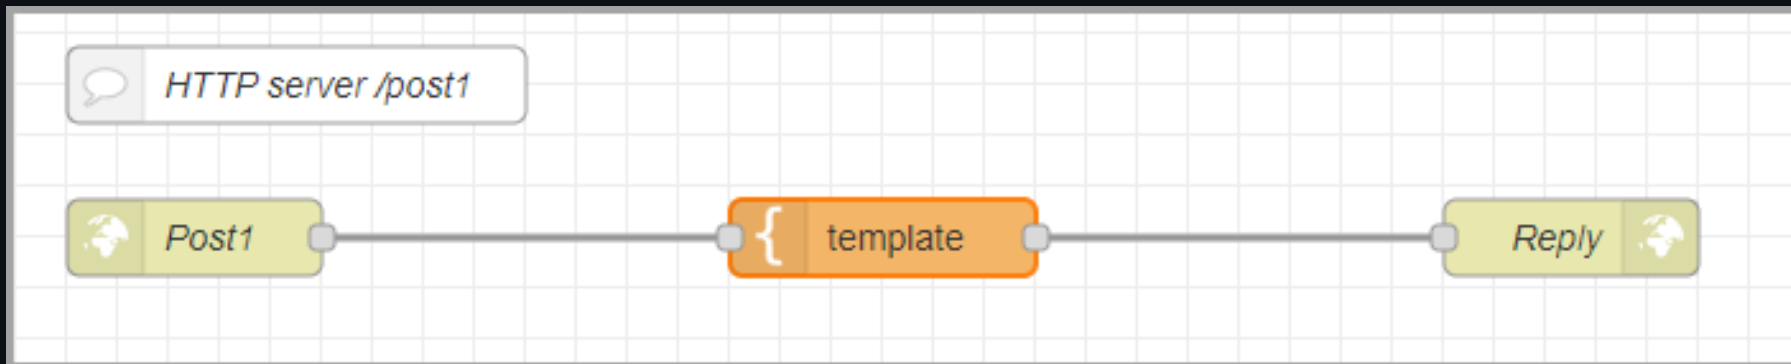 HTTP server /post1
Post1
{ template
Reply